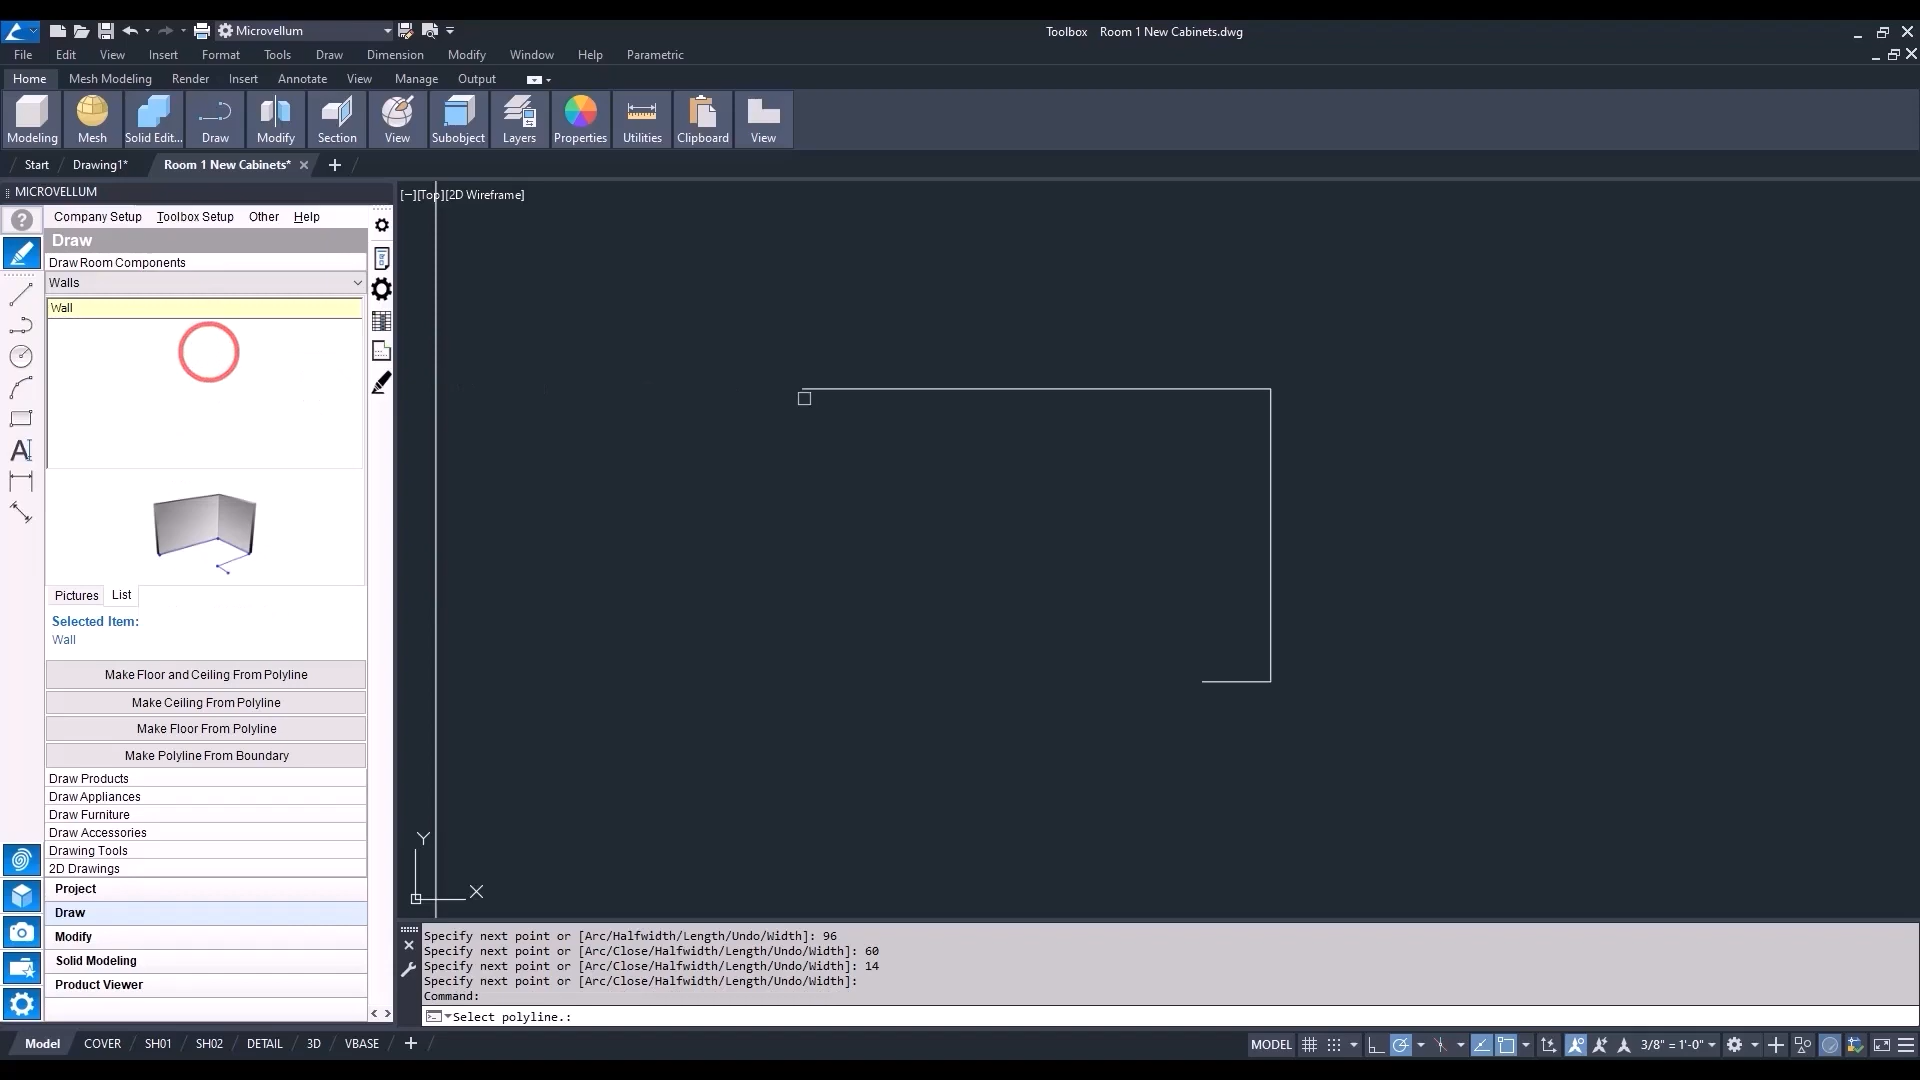 Microvellum
Toolbox Room 1 New Cabinets.dwg
File Edit View Insert Format Tools Draw Dimension Modify Window Help Parametric
Home Mesh Modeling Render Insert Annotate View Manage Output
Modeling Mesh Solid Edit... Draw Modify Section View Subobject Layers Properties Utilities Clipboard View
Start Drawing1* Room 1 New Cabinets*
MICROVELLUM
[−][Top][2D Wireframe]
Company Setup Toolbox Setup Other Help
Draw
Draw Room Components
Walls
Wall
Pictures List
Selected Item:
Wall
Make Floor and Ceiling From Polyline
Make Ceiling From Polyline
Make Floor From Polyline
Make Polyline From Boundary
Draw Products
Draw Appliances
Draw Furniture
Draw Accessories
Drawing Tools
2D Drawings
Project
Draw
Modify
Solid Modeling
Product Viewer
Y
X
Specify next point or [Arc/Halfwidth/Length/Undo/Width]: 96
Specify next point or [Arc/Close/Halfwidth/Length/Undo/Width]: 60
Specify next point or [Arc/Close/Halfwidth/Length/Undo/Width]: 14
Specify next point or [Arc/Close/Halfwidth/Length/Undo/Width]:
Command:
Select polyline.:
Model COVER SH01 SH02 DETAIL 3D VBASE
MODEL 3/8" = 1'-0"